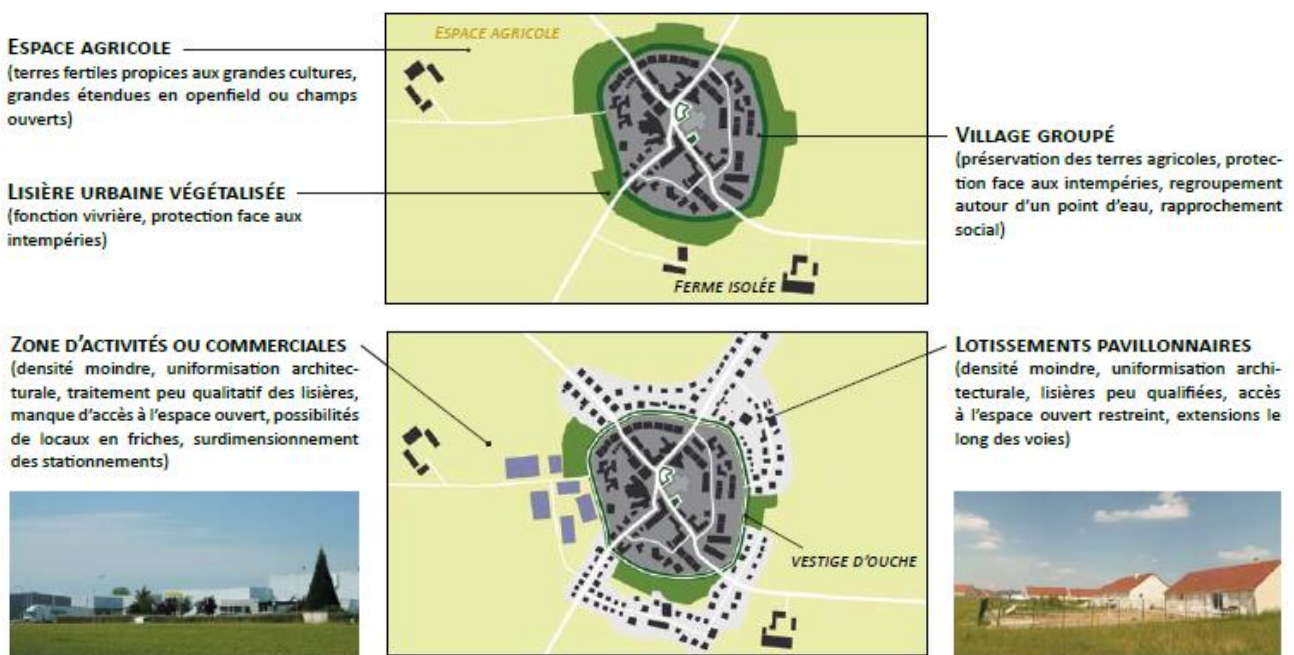 ESPACE AGRICOLE
(terres fertiles propices aux grandes cultures,
grandes étendues en openfield ou champs
ouverts)
LISIÈRE URBAINE VÉGÉTALISÉE
(fonction vivrière, protection face aux
intempéries)
ESPACE AGRICOLE
FERME ISOLÉE
VILLAGE GROUPÉ
(préservation des terres agricoles, protec-
tion face aux intempéries, regroupement
autour d'un point d'eau, rapprochement
social)
ZONE D'ACTIVITÉS OU COMMERCIALES
(densité moindre, uniformisation architec-
turale, traitement peu qualitatif des lisières,
manque d'accès à l'espace ouvert, possibilités
de locaux en friches, surdimensionnement
des stationnements)
VESTIGE D'OUCHE
LOTISSEMENTS PAVILLONNAIRES
(densité moindre, uniformisation archi-
tecturale, lisières peu qualifiées, accès
à l'espace ouvert restreint, extensions le
long des voies)